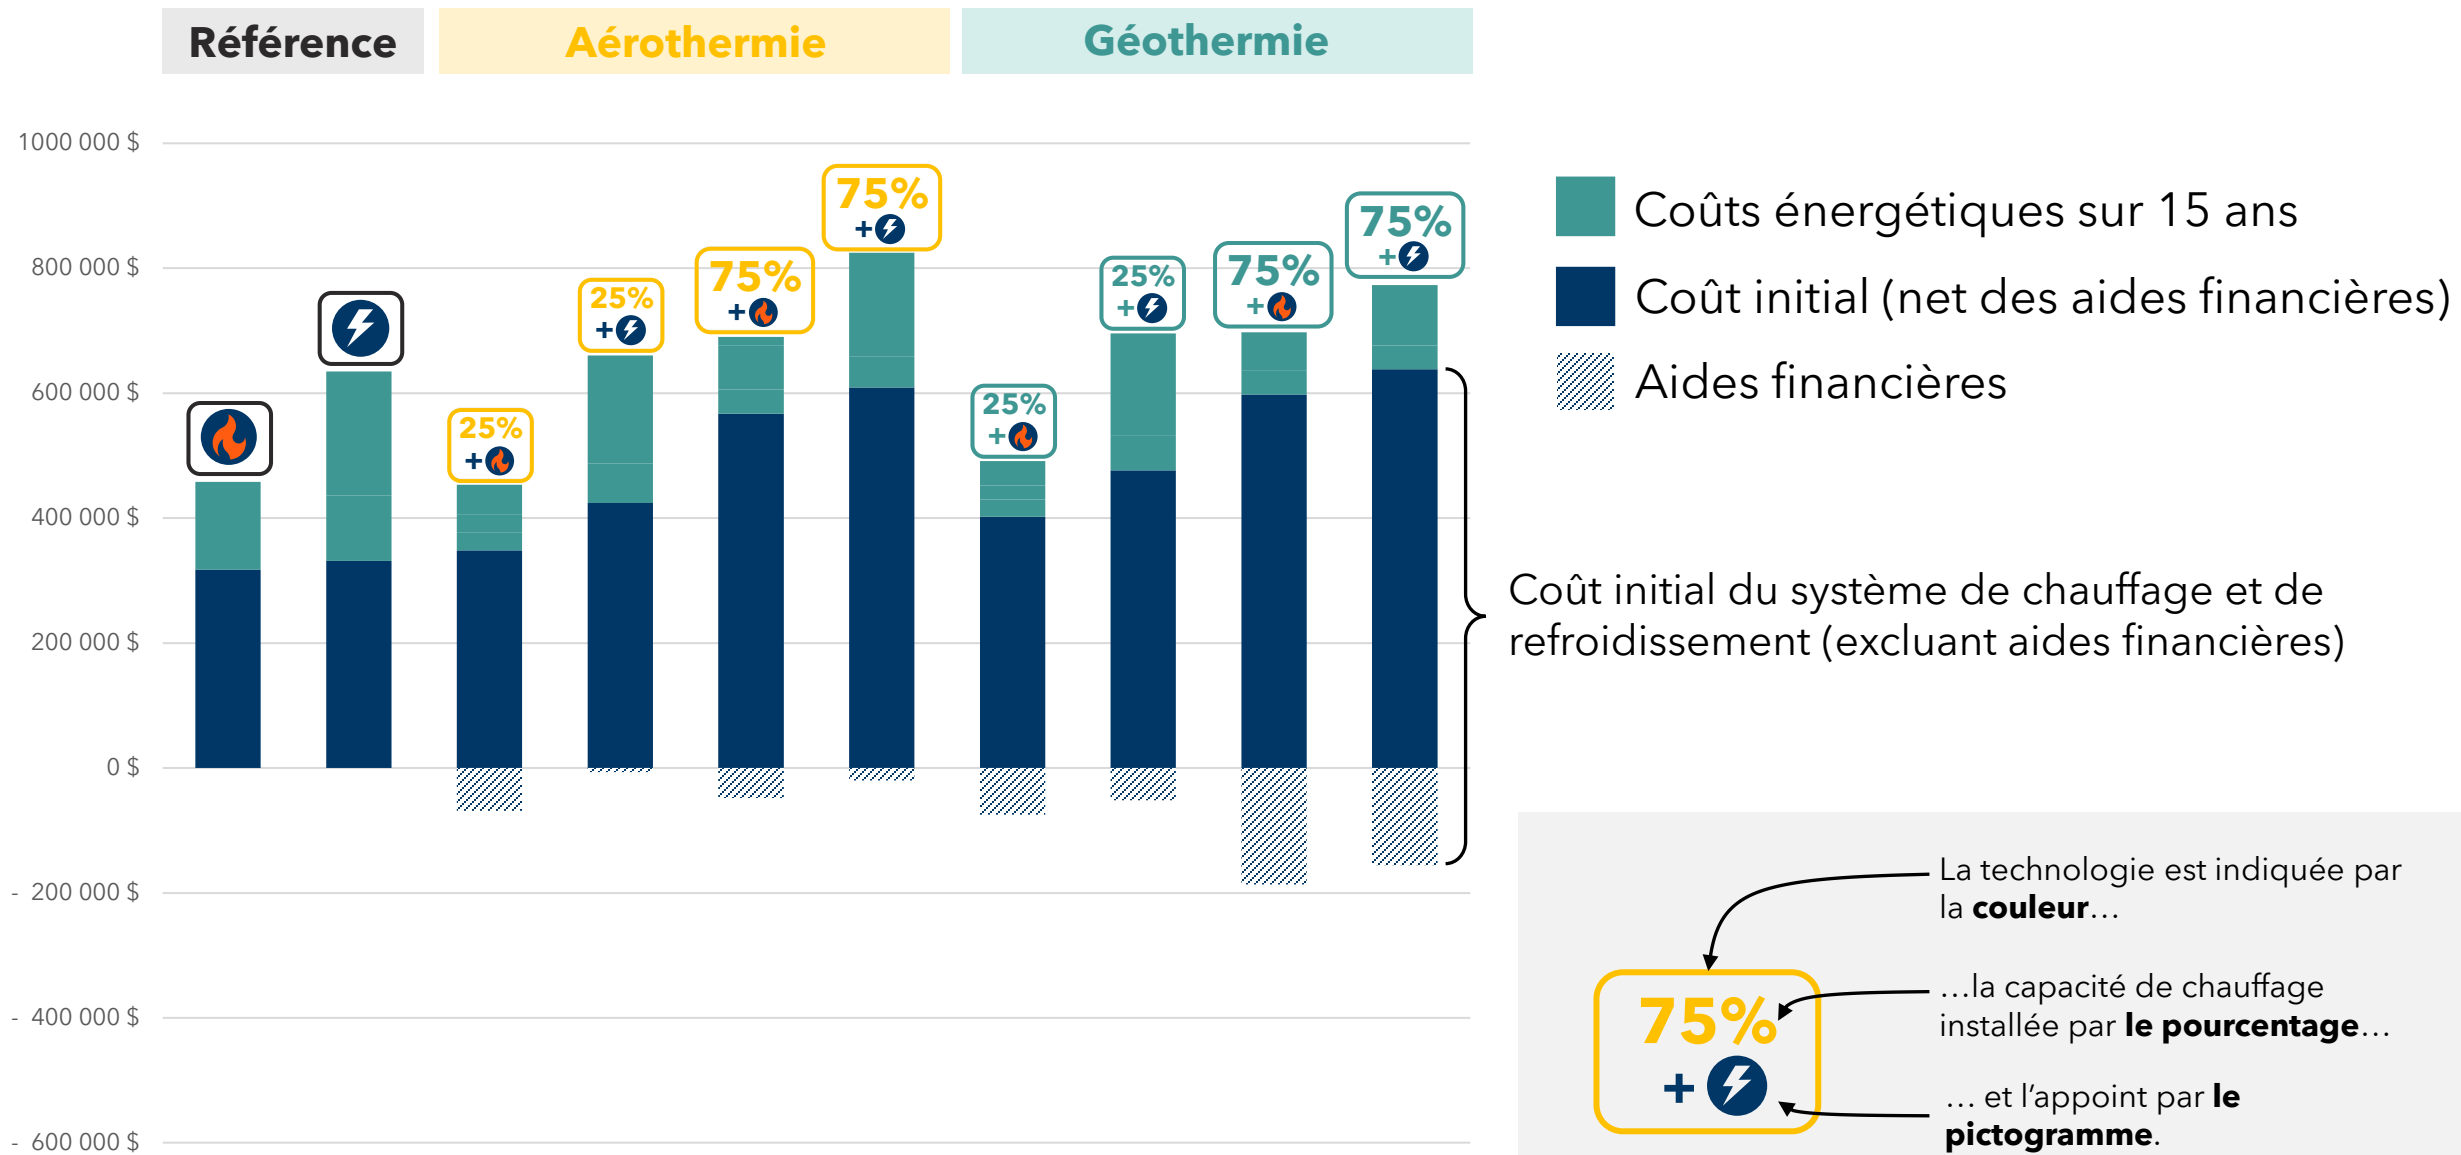 Référence
Aérothermie
Géothermie
1000 000 $
800 000 $
600 000 $
400 000 $
200 000 $
0 $
- 200 000 $
- 400 000 $
- 600 000 $
25%
+
25%
+
75%
+
75%
+
25%
+
25%
+
75%
+
75%
+
Coûts énergétiques sur 15 ans
Coût initial (net des aides financières)
Aides financières
Coût initial du système de chauffage et de
refroidissement (excluant aides financières)
La technologie est indiquée par
la couleur…
75%
+
…la capacité de chauffage
installée par le pourcentage…
… et l’appoint par le
pictogramme.